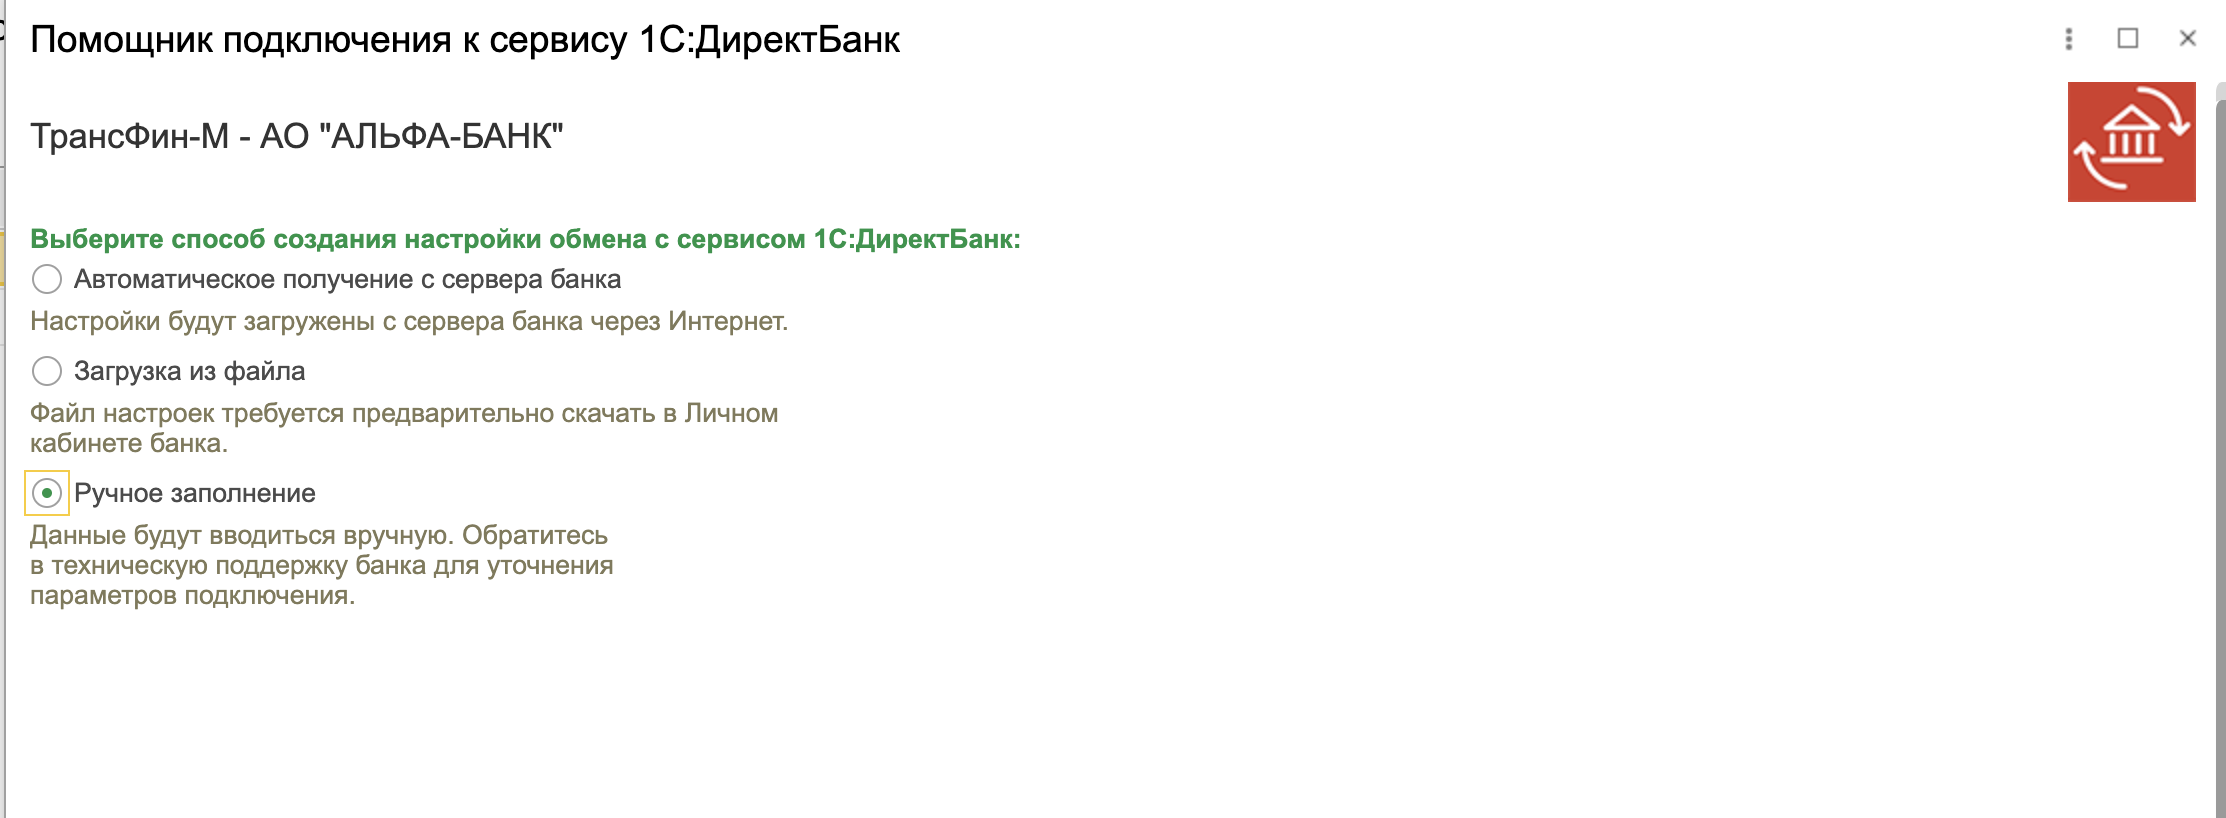 Помощник подключения к сервису 1С:ДиректБанк
ТрансФин-М - АО "АЛЬФА-БАНК"
Выберите способ создания настройки обмена с сервисом 1С:ДиректБанк:
Автоматическое получение с сервера банка
Настройки будут загружены с сервера банка через Интернет.
Загрузка из файла
Файл настроек требуется предварительно скачать в Личном
кабинете банка.
Ручное заполнение
Данные будут вводиться вручную. Обратитесь
в техническую поддержку банка для уточнения
параметров подключения.